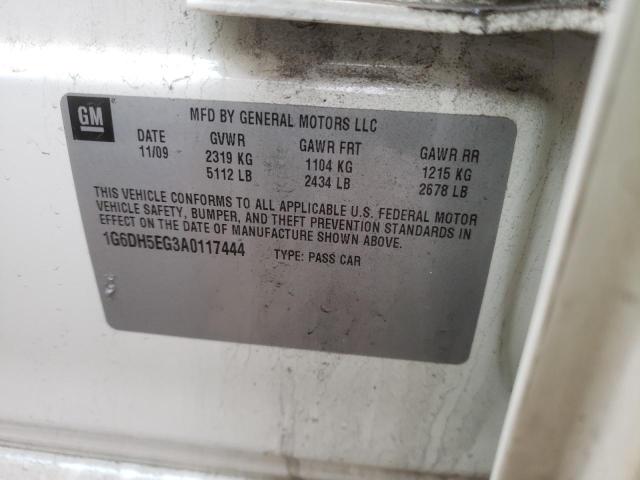 GM
MFD BY GENERAL MOTORS LLC
DATE GVWR GAWR FRT GAWR RR
11/09 2319 KG 1104 KG 1215 KG
5112 LB 2434 LB 2678 LB
THIS VEHICLE CONFORMS TO ALL APPLICABLE U.S. FEDERAL MOTOR
VEHICLE SAFETY, BUMPER, AND THEFT PREVENTION STANDARDS IN
EFFECT ON THE DATE OF MANUFACTURE SHOWN ABOVE.
1G6DH5EG3A0117444 TYPE: PASS CAR